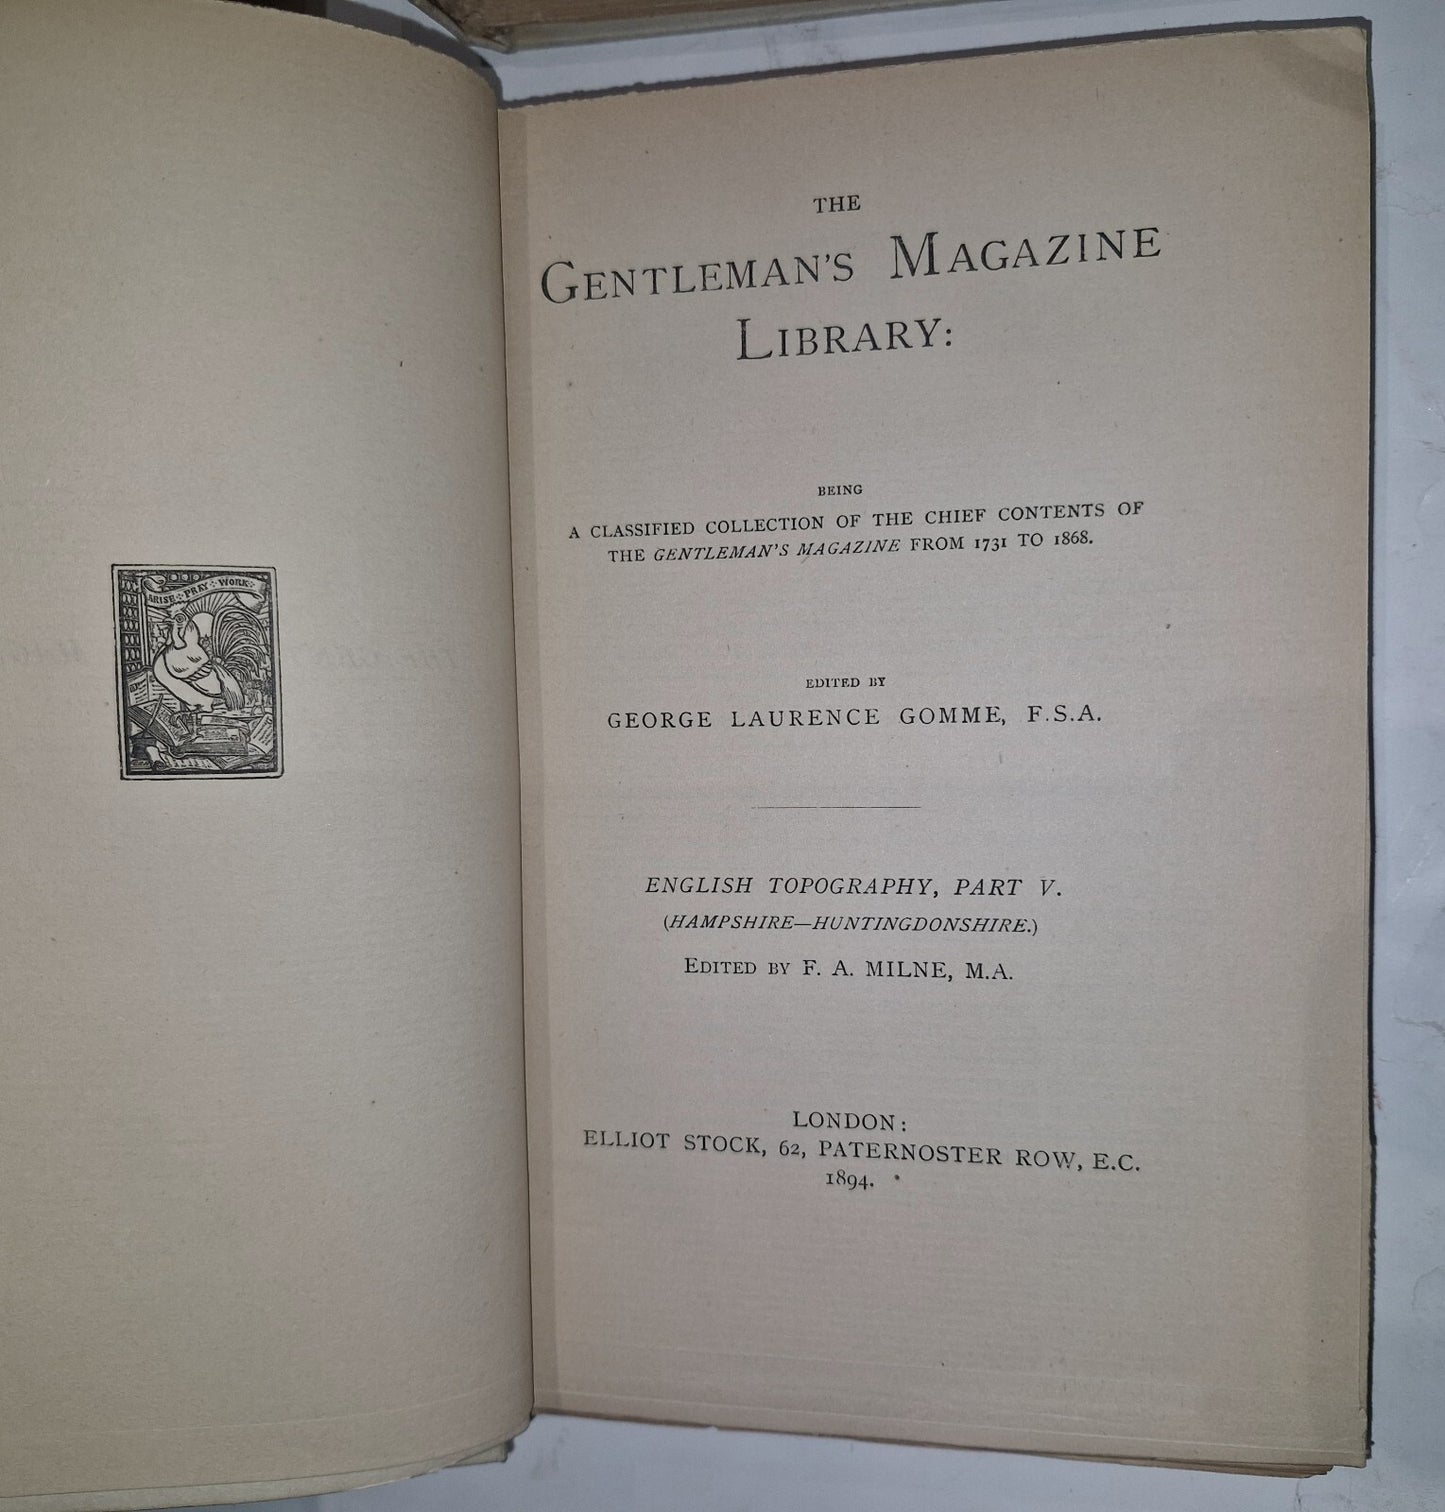 ARISE : PRAY : WORK :
THE
GENTLEMAN'S MAGAZINE
LIBRARY:
BEING
A CLASSIFIED COLLECTION OF THE CHIEF CONTENTS OF
THE GENTLEMAN'S MAGAZINE FROM 1731 TO 1868.
EDITED BY
GEORGE LAURENCE GOMME, F.S.A.
ENGLISH TOPOGRAPHY, PART V.
(HAMPSHIRE—HUNTINGDONSHIRE.)
EDITED BY F. A. MILNE, M.A.
LONDON:
ELLIOT STOCK, 62, PATERNOSTER ROW, E.C.
1894.